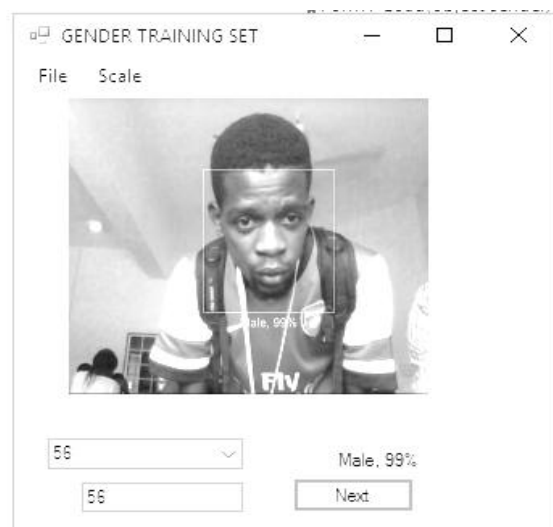 GENDER TRAINING SET
File Scale
Male, 99%
56
Male, 99%
56
Next